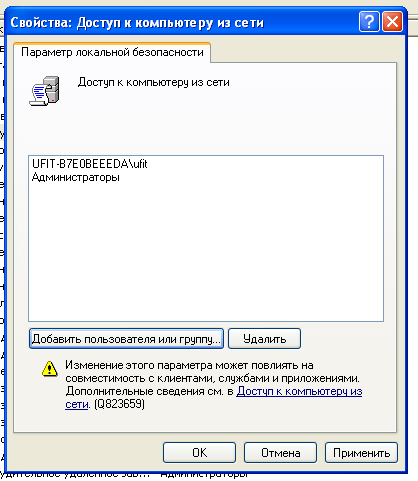 Свойства: Доступ к компьютеру из сети
Параметр локальной безопасности
Доступ к компьютеру из сети
UFIT-B7E0BEEEDA\ufit
Администраторы
Добавить пользователя или группу...
Удалить
Изменение этого параметра может повлиять на
совместимость с клиентами, службами и приложениями.
Дополнительные сведения см. в Доступ к компьютеру из
сети. (Q823659)
OK
Отмена
Применить